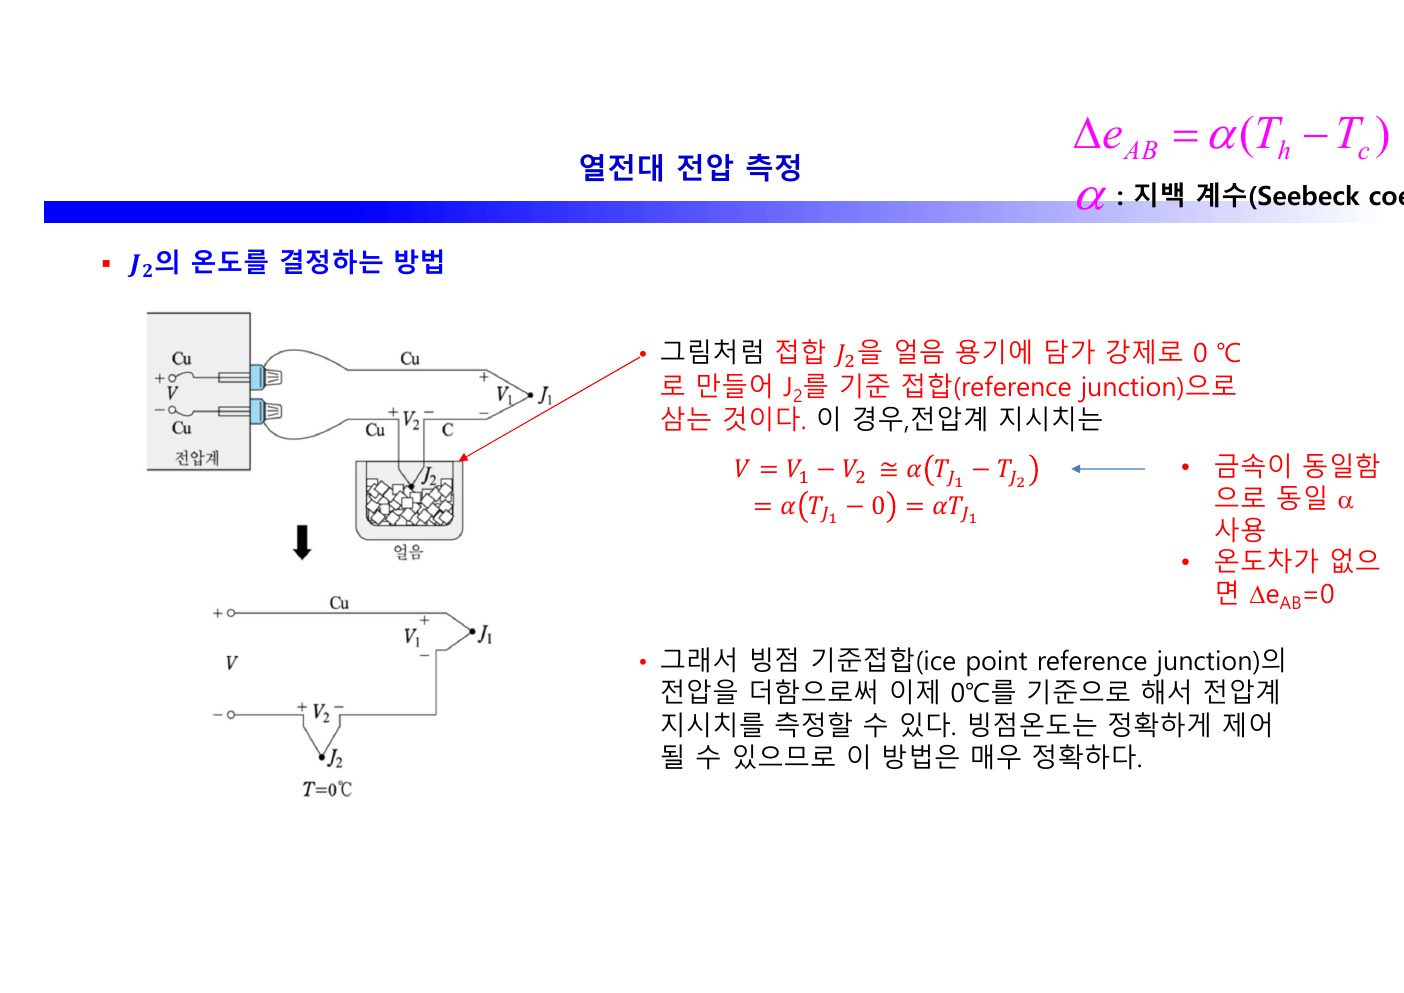 Δe_AB = α(T_h − T_c)
열전대 전압 측정
α : 지백 계수(Seebeck coe
▪ J₂의 온도를 결정하는 방법
Cu
Cu
+
V
−
Cu
전압계
+
V₁
J₁
−
+ V₂ −
Cu
C
J₂
얼음
• 그림처럼 접합 J₂을 얼음 용기에 담가 강제로 0 ℃
로 만들어 J₂를 기준 접합(reference junction)으로
삼는 것이다. 이 경우,전압계 지시치는
V = V₁ − V₂ ≅ α(T_J₁ − T_J₂)
= α(T_J₁ − 0) = αT_J₁
• 금속이 동일함
으로 동일 α
사용
• 온도차가 없으
면 Δe_AB=0
+
Cu
+
V₁
J₁
−
V
−
+ V₂ −
J₂
T=0℃
• 그래서 빙점 기준접합(ice point reference junction)의
전압을 더함으로써 이제 0℃를 기준으로 해서 전압계
지시치를 측정할 수 있다. 빙점온도는 정확하게 제어
될 수 있으므로 이 방법은 매우 정확하다.